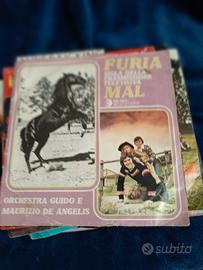 FURIA
SIGLA DELLA
TRASMISSIONE
TELEVISIVA
MAL
ORCHESTRA GUIDO E
MAURIZIO DE ANGELIS
subito